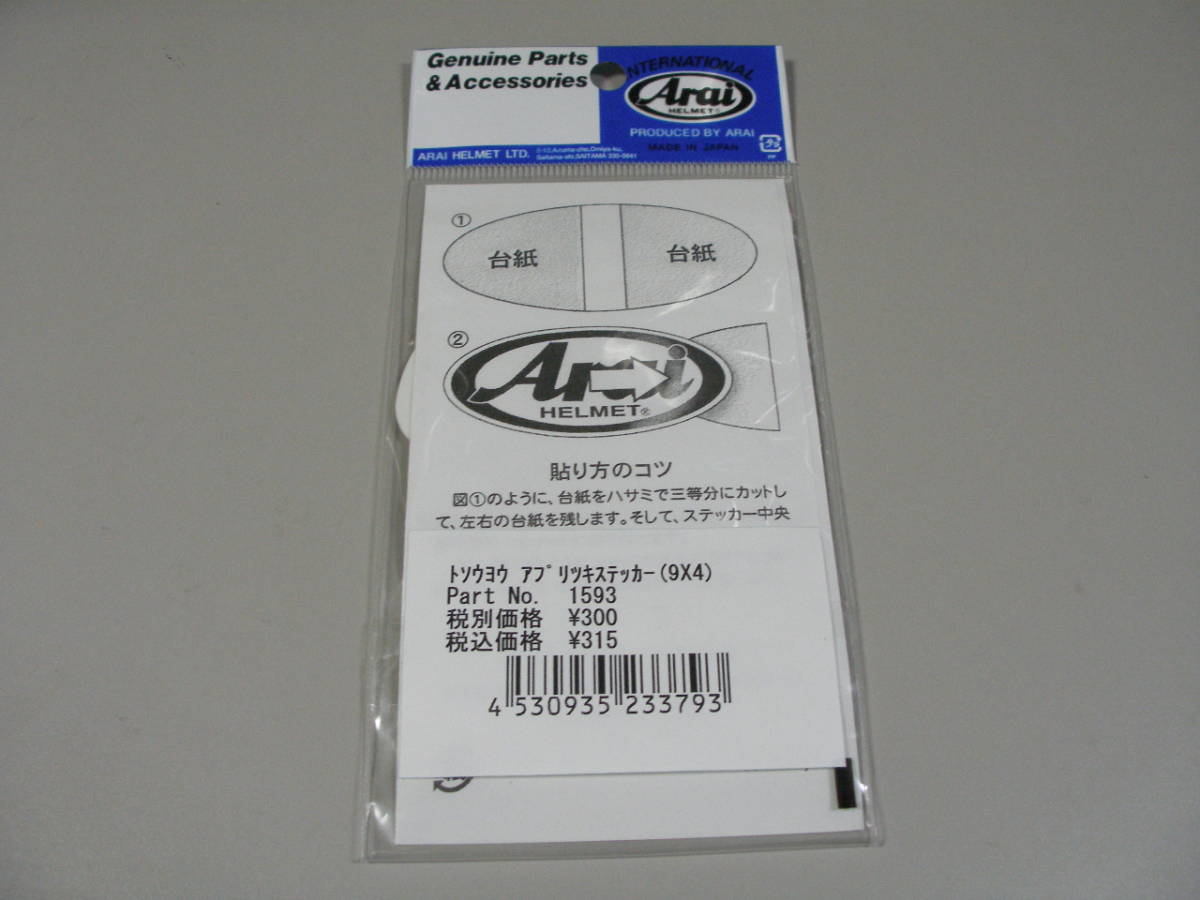 Genuine Parts
& Accessories
INTERNATIONAL
Arai
HELMET®
PRODUCED BY ARAI
MADE IN JAPAN
ARAI HELMET LTD.
Saitama-shi,SAITAMA
①
台紙
台紙
②
Arai
HELMET®
貼り方のコツ
図①のように、台紙をハサミで三等分にカットし
て、左右の台紙を残します。そして、ステッカー中央
ﾄｿｳﾖｳ ｱﾌﾟﾘﾂｷｽﾃｯｶｰ(9X4)
Part No. 1593
税別価格 ¥300
税込価格 ¥315
4 530935 233793